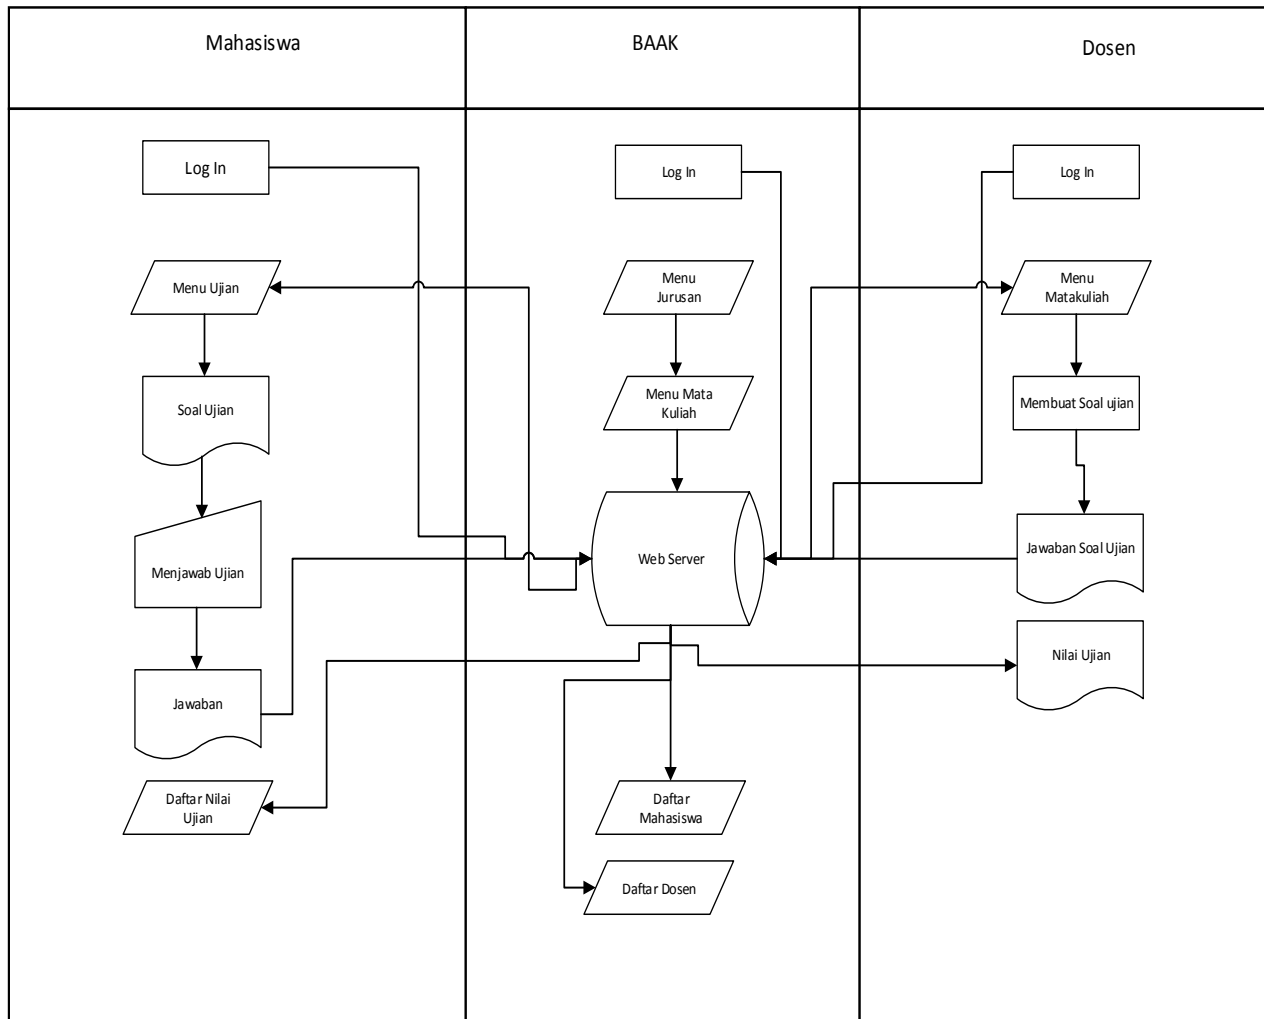 Mahasiswa
BAAK
Dosen
Log In
Menu Ujian
Soal Ujian
Menjawab Ujian
Jawaban
Daftar Nilai
Ujian
Log In
Menu
Jurusan
Menu Mata
Kuliah
Web Server
Daftar
Mahasiswa
Daftar Dosen
Log In
Menu
Matakuliah
Membuat Soal ujian
Jawaban Soal Ujian
Nilai Ujian